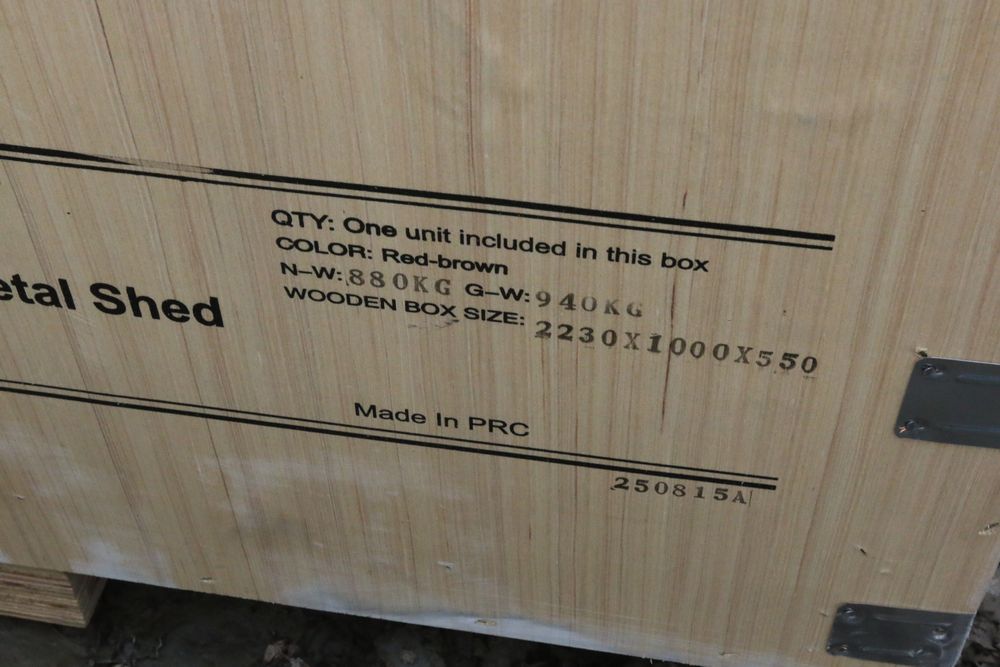 QTY: One unit included in this box
COLOR: Red-brown
N-W: 880KG G-W: 940KG
WOODEN BOX SIZE: 2230X1000X550
Shed
Made In PRC
250815A